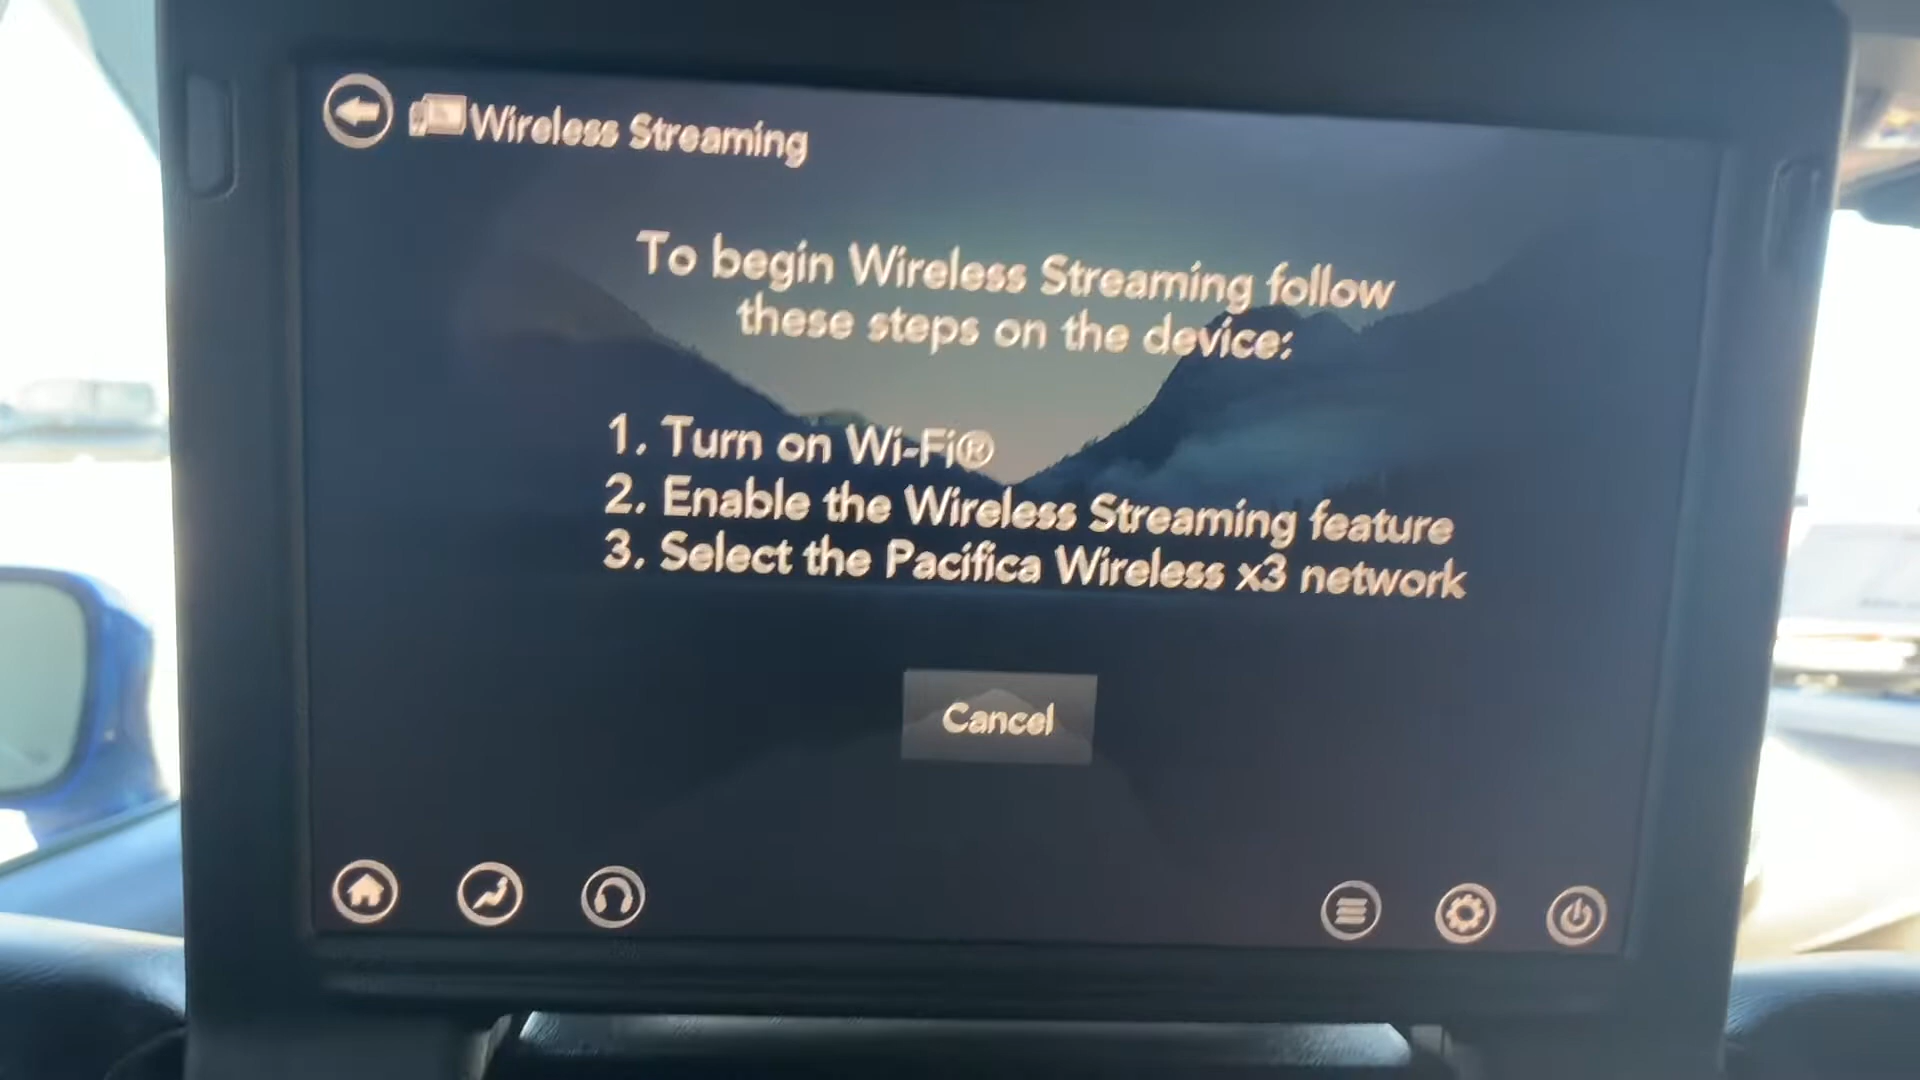 Wireless Streaming
To begin Wireless Streaming follow
these steps on the device:
1. Turn on Wi-Fi®
2. Enable the Wireless Streaming feature
3. Select the Pacifica Wireless x3 network
Cancel